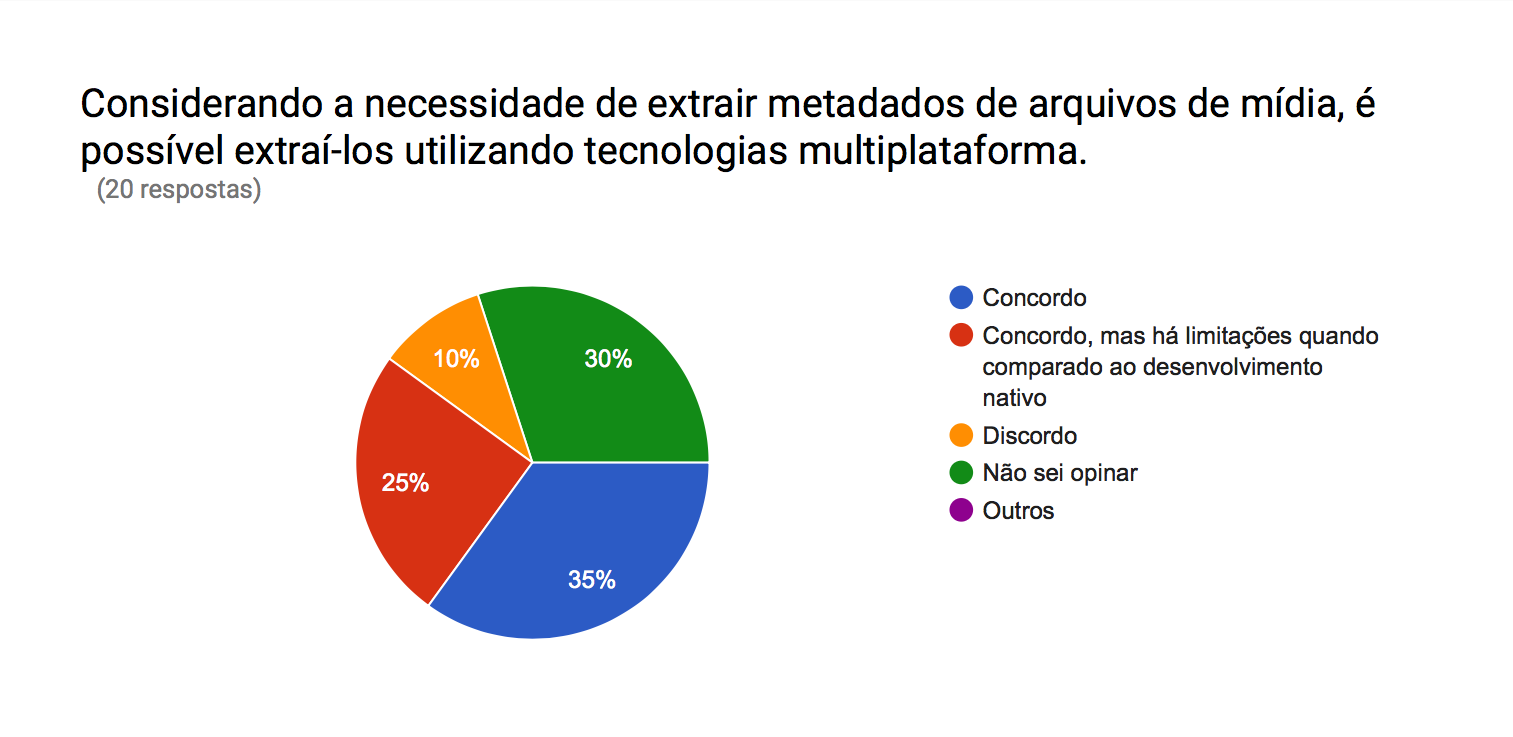 Considerando a necessidade de extrair metadados de arquivos de mídia, é
possível extraí-los utilizando tecnologias multiplataforma.
(20 respostas)
10%
30%
25%
35%
Concordo
Concordo, mas há limitações quando
comparado ao desenvolvimento
nativo
Discordo
Não sei opinar
Outros